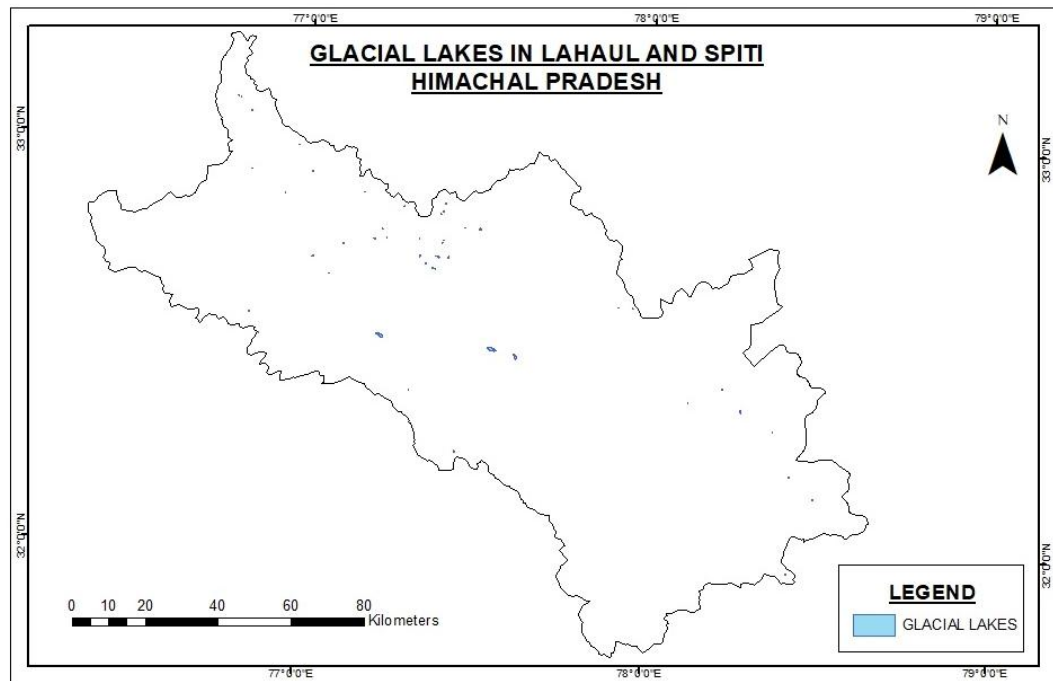 77°0'0"E 78°0'0"E 79°0'0"E
GLACIAL LAKES IN LAHAUL AND SPITI
HIMACHAL PRADESH
N
33°0'0"N 33°0'0"N
32°0'0"N 32°0'0"N
LEGEND
GLACIAL LAKES
0 10 20 40 60 80
Kilometers
77°0'0"E 78°0'0"E 79°0'0"E